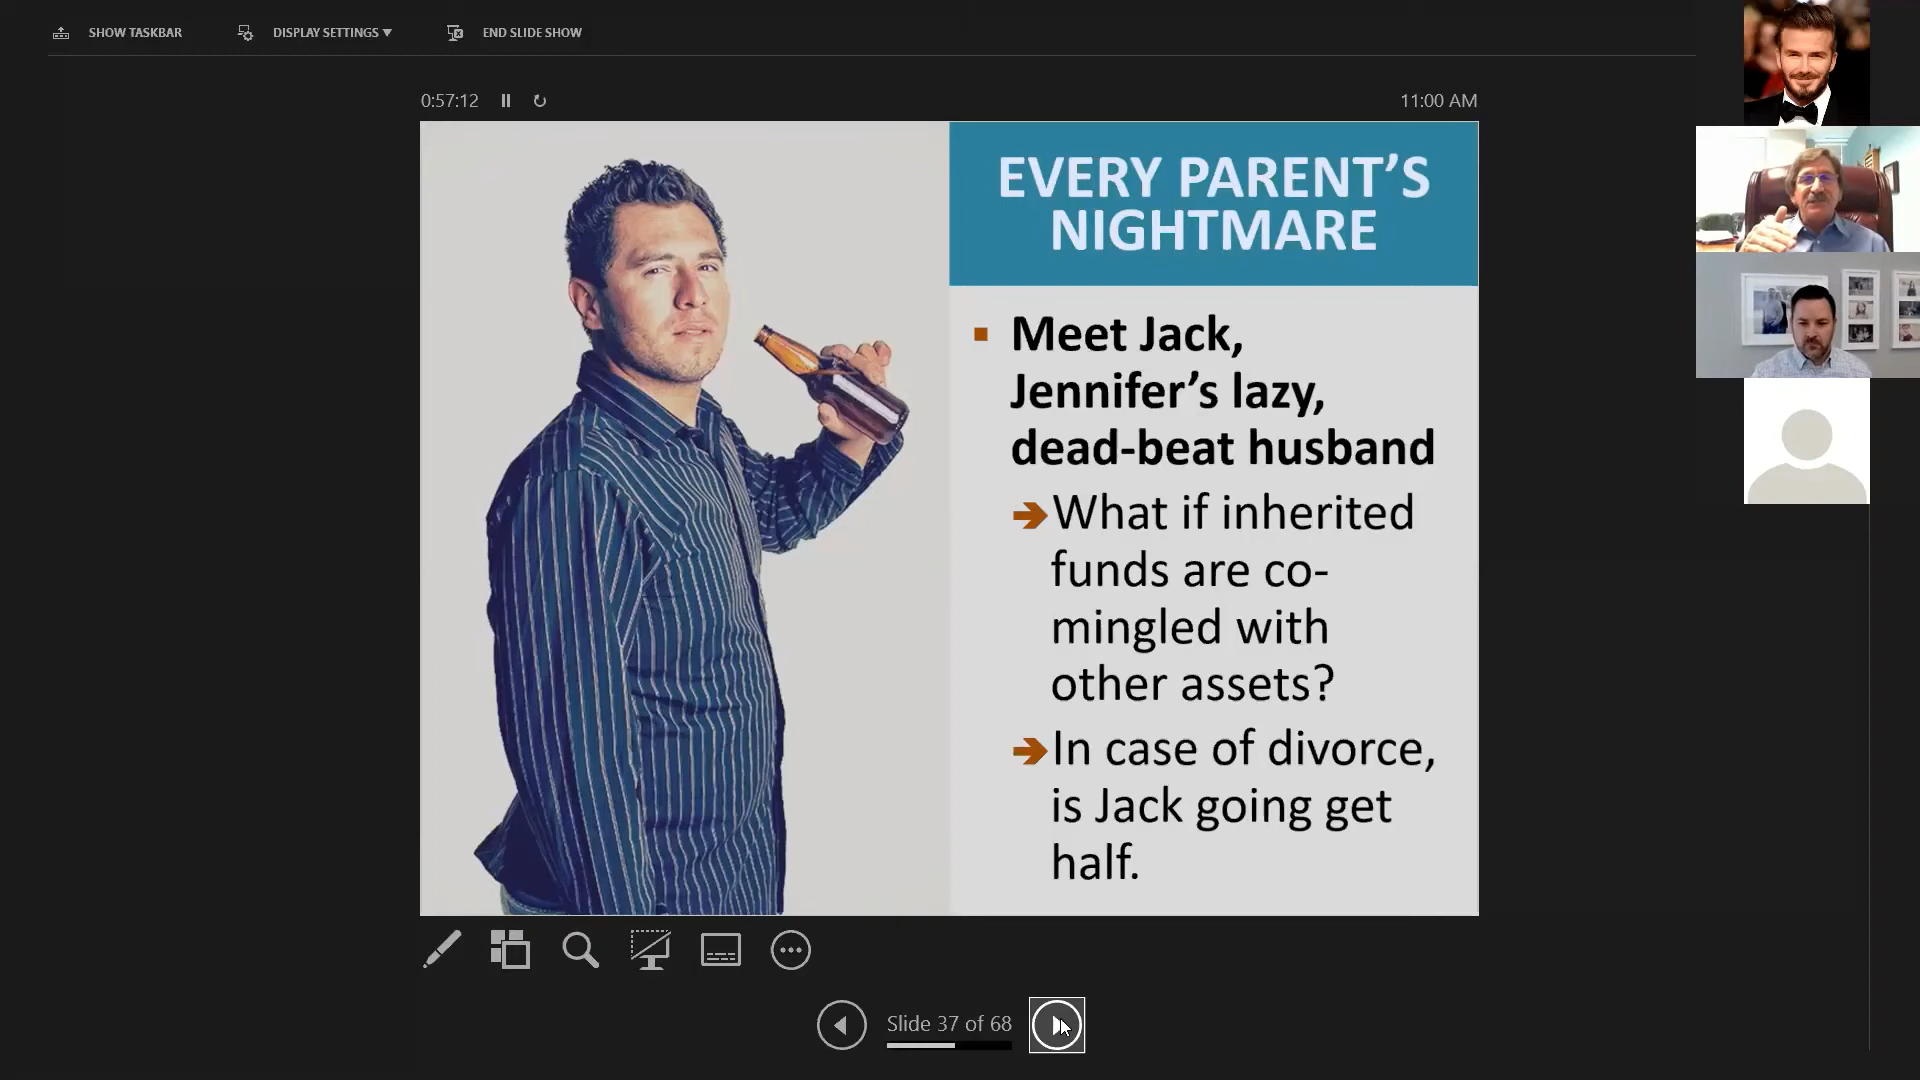 SHOW TASKBAR DISPLAY SETTINGS ▼ END SLIDE SHOW
0:57:12 11:00 AM
EVERY PARENT’S
NIGHTMARE
Meet Jack,
Jennifer’s lazy,
dead-beat husband
What if inherited
funds are co-
mingled with
other assets?
In case of divorce,
is Jack going get
half.
Slide 37 of 68